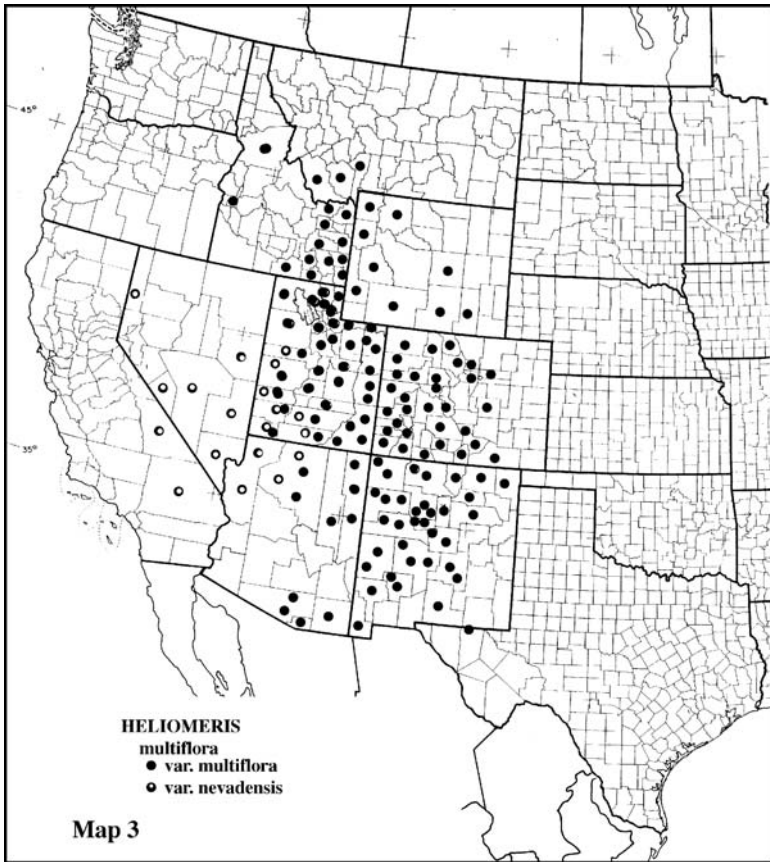 45°
35°
HELIOMERIS
multiflora
● var. multiflora
◓ var. nevadensis
Map 3